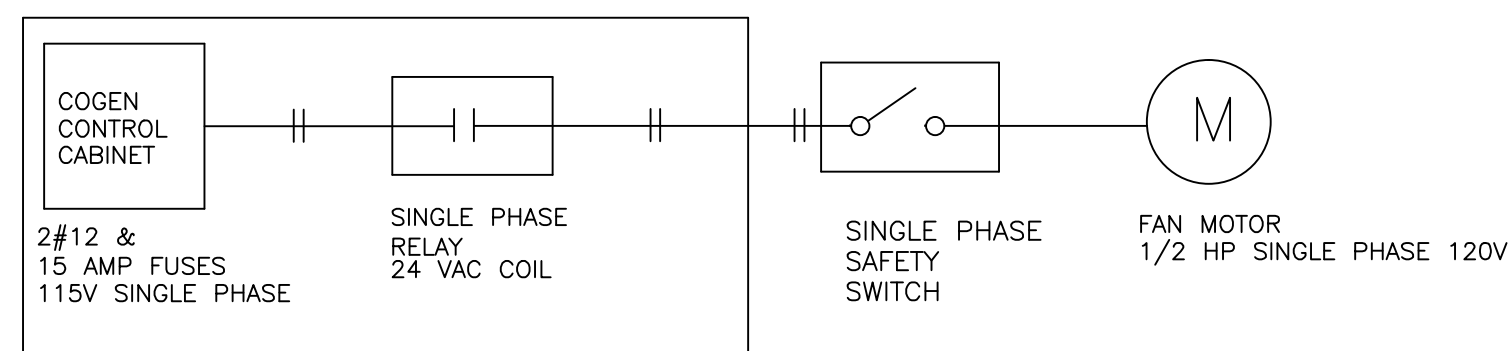 COGEN
CONTROL
CABINET
2#12 &
15 AMP FUSES
115V SINGLE PHASE
SINGLE PHASE
RELAY
24 VAC COIL
SINGLE PHASE
SAFETY
SWITCH
M
FAN MOTOR
1/2 HP SINGLE PHASE 120V